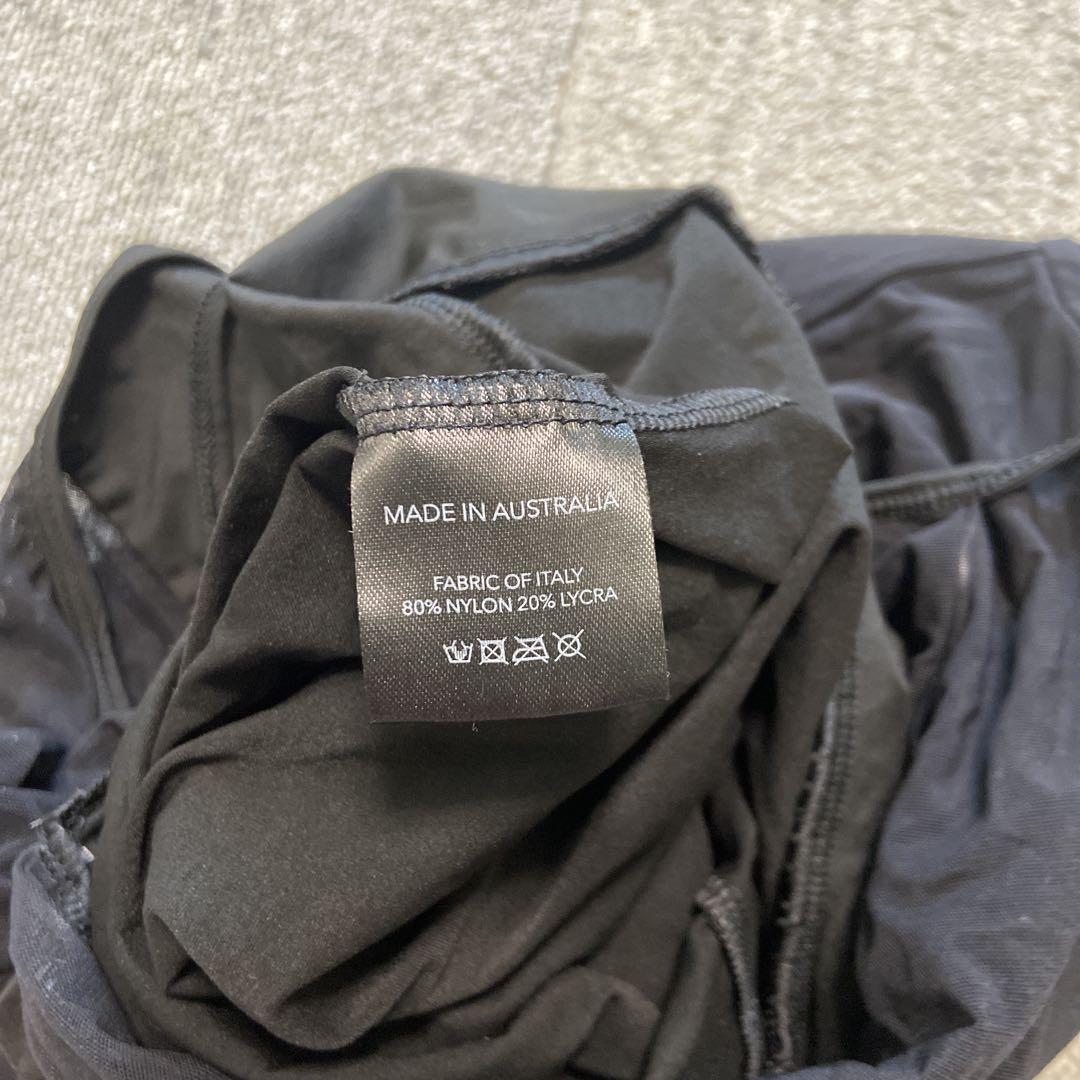 MADE IN AUSTRALIA
FABRIC OF ITALY
80% NYLON 20% LYCRA